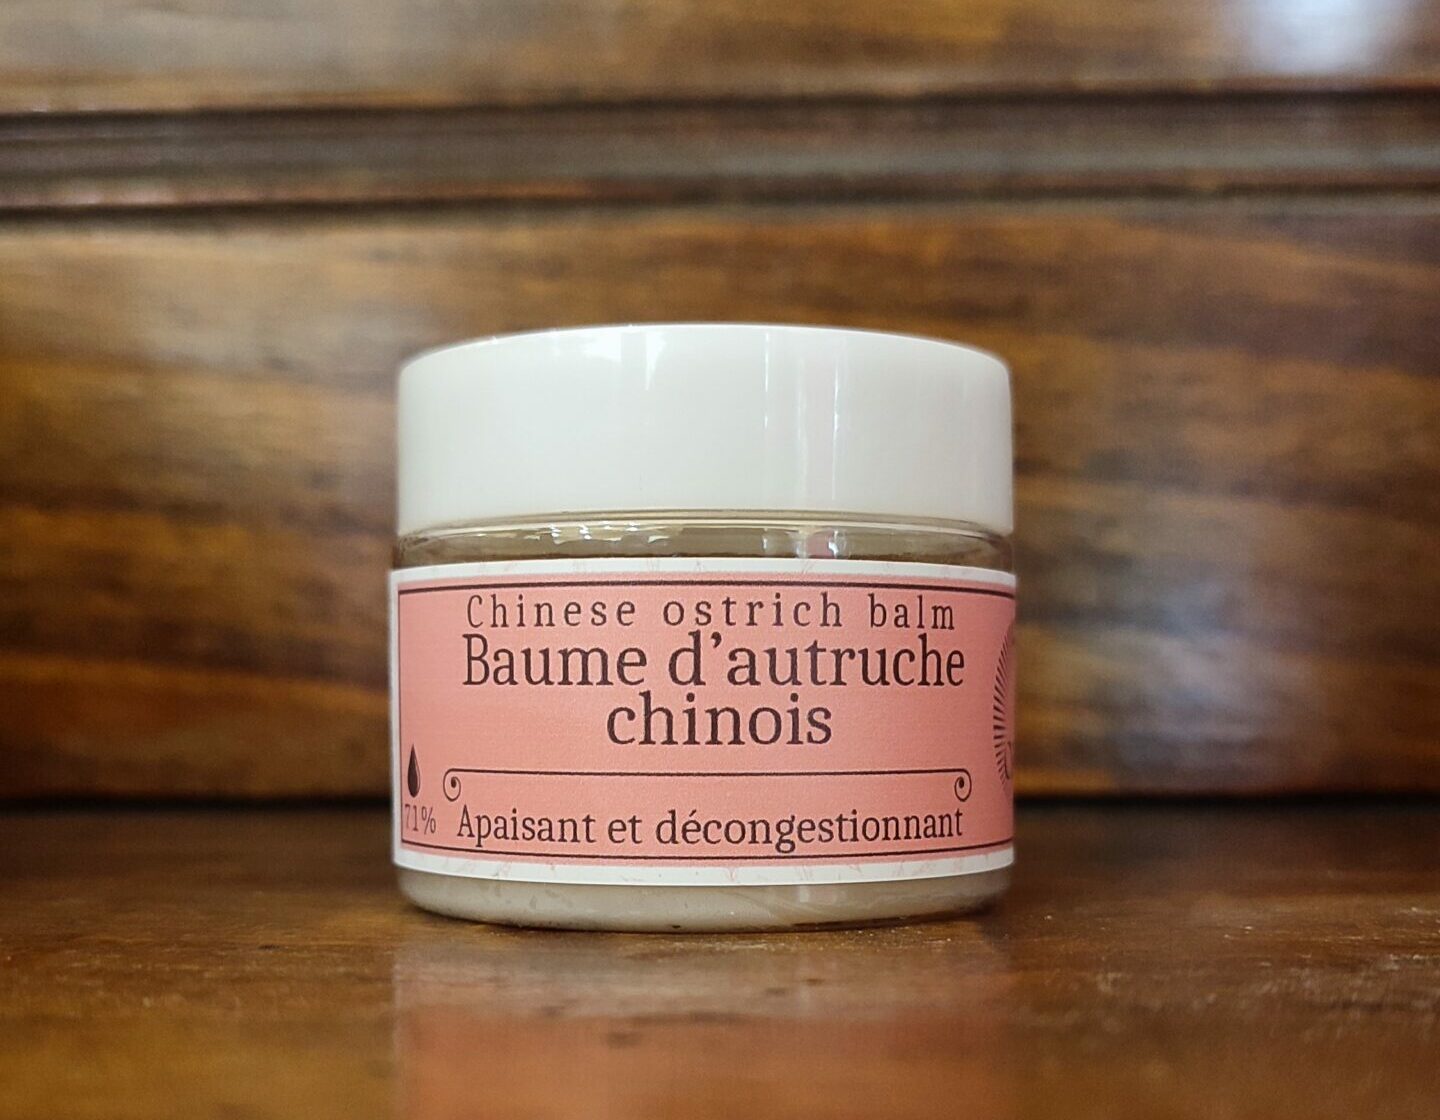 Chinese ostrich balm
Baume d'autruche
chinois
71%
Apaisant et décongestionnant